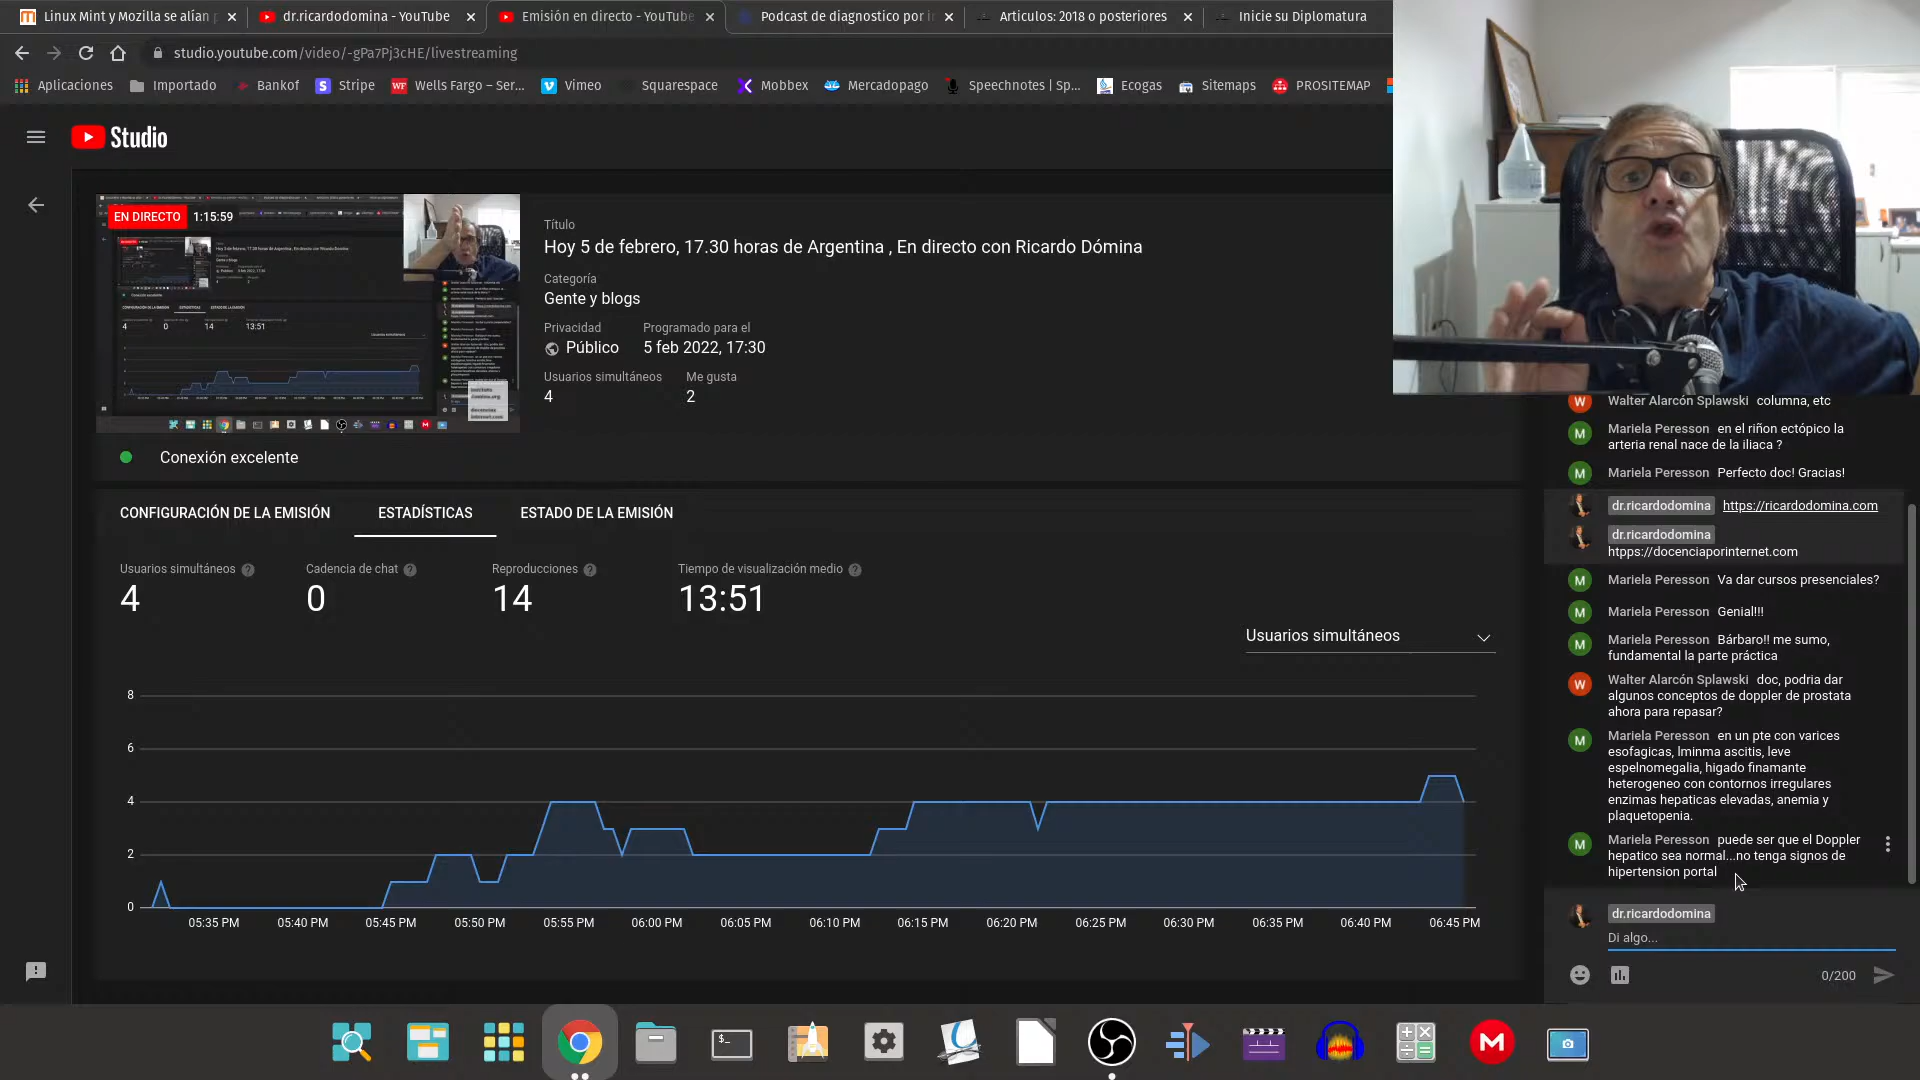 Linux Mint y Mozilla se alían
dr.ricardodomina - YouTube
Emisión en directo - YouTube
Podcast de diagnostico por i
Articulos: 2018 o posteriores
Inicie su Diplomatura
studio.youtube.com/video/-gPa7Pj3cHE/livestreaming
Aplicaciones
Importado
Bankof
Stripe
Wells Fargo – Ser...
Vimeo
Squarespace
Mobbex
Mercadopago
Speechnotes | Sp...
Ecogas
Sitemaps
PROSITEMAP
Studio
EN DIRECTO 1:15:59
Título
Hoy 5 de febrero, 17.30 horas de Argentina , En directo con Ricardo Dómina
Categoría
Gente y blogs
Privacidad
Programado para el
Público
5 feb 2022, 17:30
Usuarios simultáneos
Me gusta
4
2
Conexión excelente
CONFIGURACIÓN DE LA EMISIÓN
ESTADÍSTICAS
ESTADO DE LA EMISIÓN
Usuarios simultáneos
Cadencia de chat
Reproducciones
Tiempo de visualización medio
4
0
14
13:51
Usuarios simultáneos
8
6
4
2
0
05:35 PM
05:40 PM
05:45 PM
05:50 PM
05:55 PM
06:00 PM
06:05 PM
06:10 PM
06:15 PM
06:20 PM
06:25 PM
06:30 PM
06:35 PM
06:40 PM
06:45 PM
Walter Alarcón Splawski columna, etc
Mariela Peresson en el riñon ectópico la
arteria renal nace de la iliaca ?
Mariela Peresson Perfecto doc! Gracias!
dr.ricardodomina https://ricardodomina.com
dr.ricardodomina
htpps://docenciaporinternet.com
Mariela Peresson Va dar cursos presenciales?
Mariela Peresson Genial!!!
Mariela Peresson Bárbaro!! me sumo,
fundamental la parte práctica
Walter Alarcón Splawski doc, podria dar
algunos conceptos de doppler de prostata
ahora para repasar?
Mariela Peresson en un pte con varices
esofagicas, lminma ascitis, leve
espelnomegalia, higado finamante
heterogeneo con contornos irregulares
enzimas hepaticas elevadas, anemia y
plaquetopenia.
Mariela Peresson puede ser que el Doppler
hepatico sea normal...no tenga signos de
hipertension portal
dr.ricardodomina
Di algo...
0/200